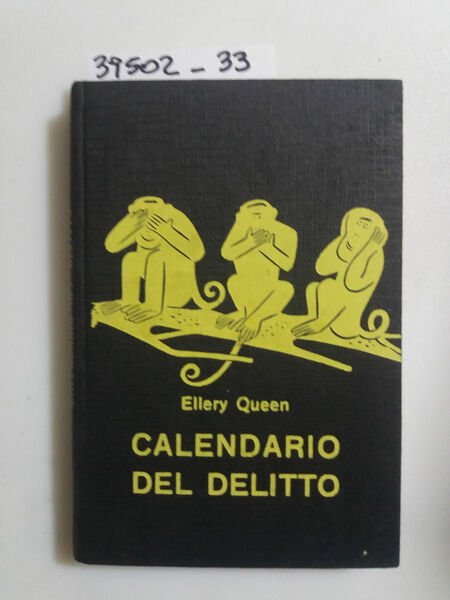 39502 - 33
Ellery Queen
CALENDARIO
DEL DELITTO